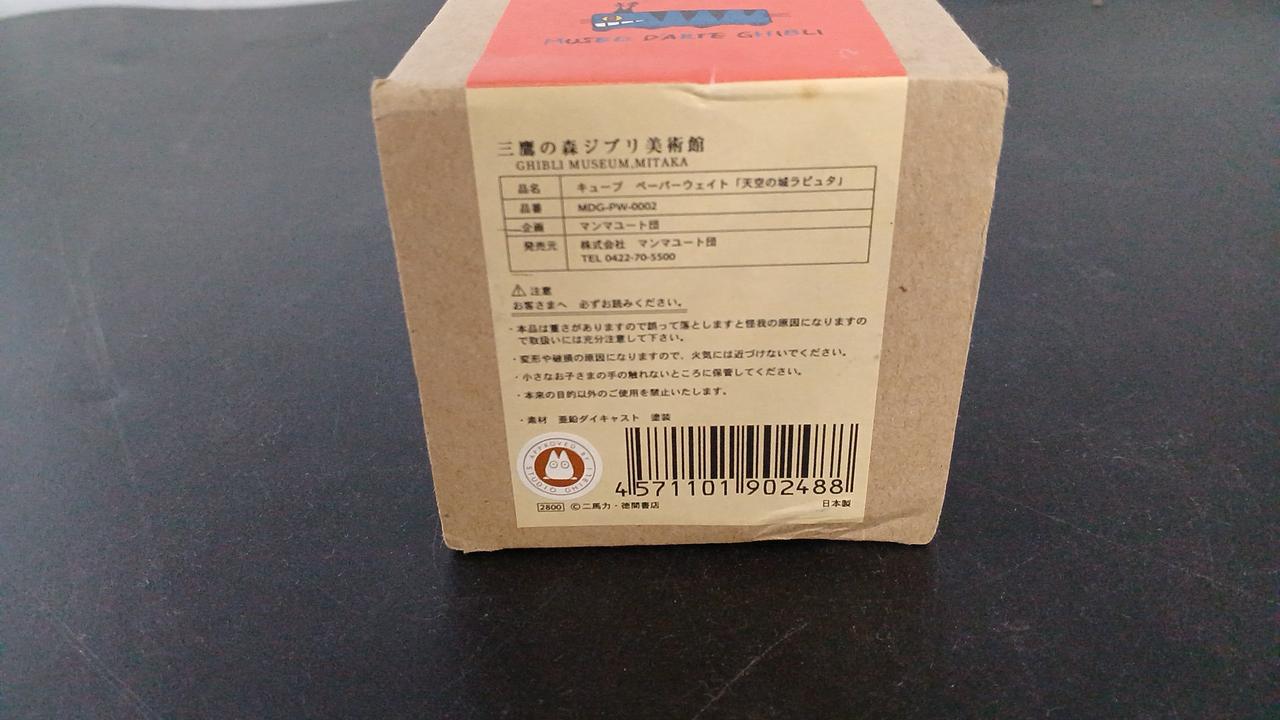 MUSEO D'ARTE GHIBLI
三鷹の森ジブリ美術館
GHIBLI MUSEUM,MITAKA
品名 キューブ ペーパーウェイト「天空の城ラピュタ」
品番 MDG-PW-0002
企画 マンマユート団
発売元 株式会社 マンマユート団
TEL 0422-70-5500
⚠注意
お客さまへ 必ずお読みください。
・本品は重さがありますので誤って落としますと怪我の原因になりますの
で取扱いには充分注意して下さい。
・変形や破損の原因になりますので、火気には近づけないでください。
・小さなお子さまの手の触れないところに保管してください。
・本来の目的以外のご使用を禁止いたします。
・素材 亜鉛ダイキャスト 塗装
APPROVED BY STUDIO GHIBLI
4 571101 902488
2800 ©二馬力・徳間書店
日本製